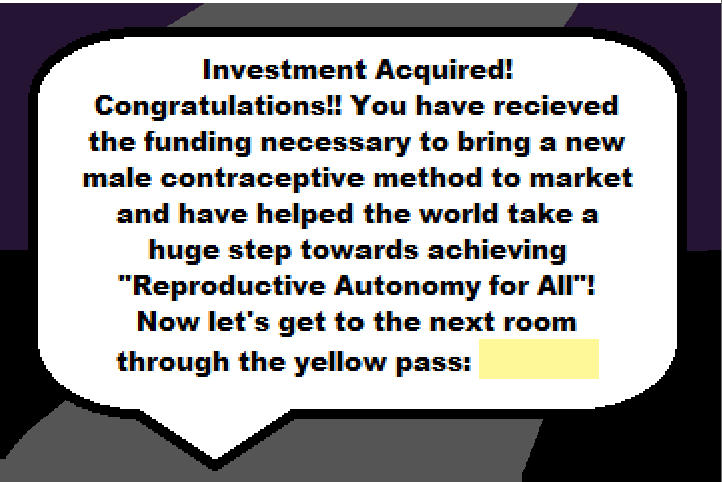 Investment Acquired!
Congratulations!! You have recieved
the funding necessary to bring a new
male contraceptive method to market
and have helped the world take a
huge step towards achieving
"Reproductive Autonomy for All"!
Now let's get to the next room
through the yellow pass: